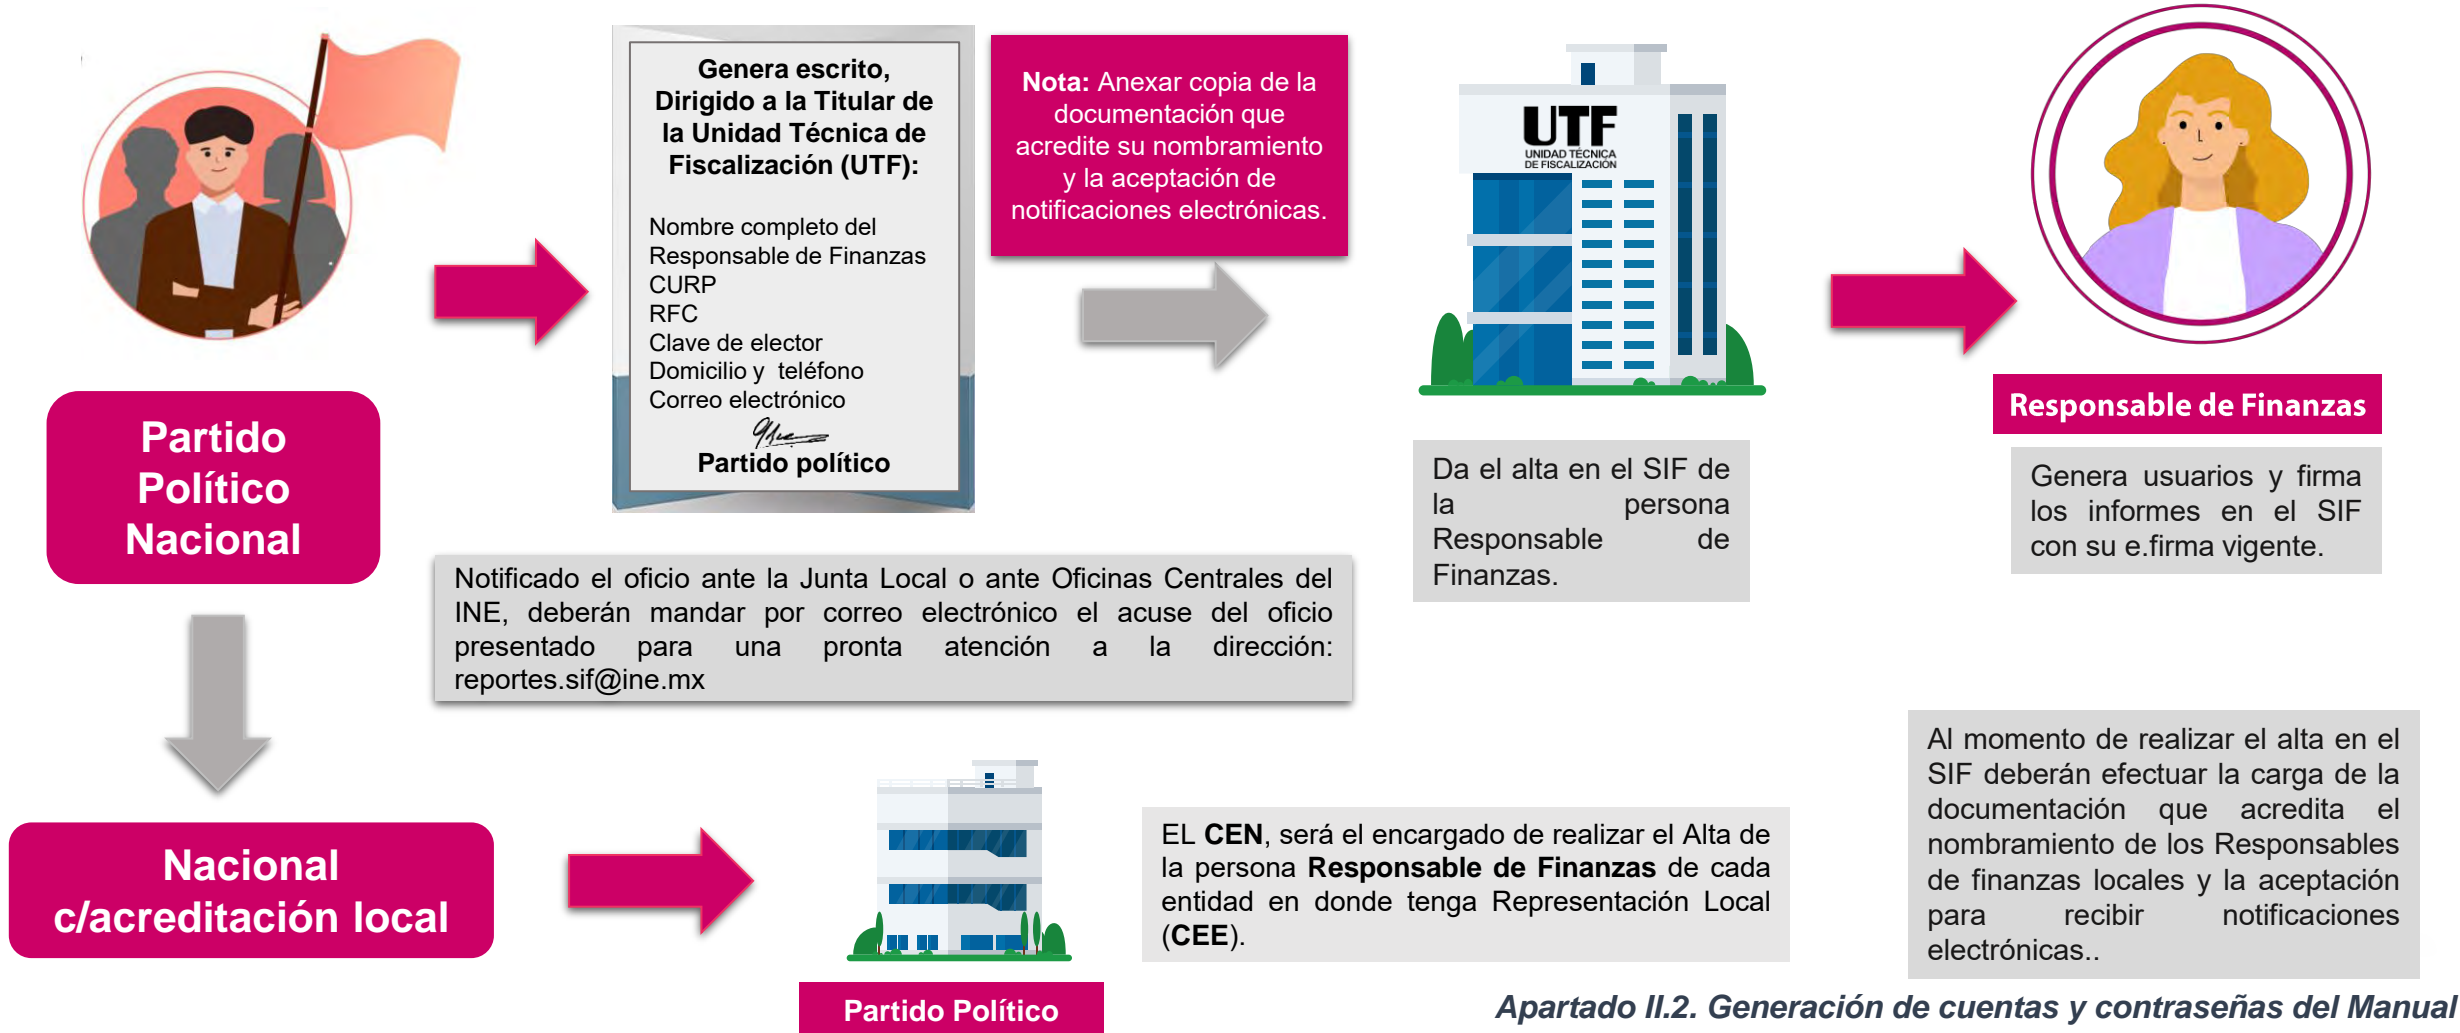 Genera escrito,
Dirigido a la Titular de
la Unidad Técnica de
Fiscalización (UTF):
Nombre completo del
Responsable de Finanzas
CURP
RFC
Clave de elector
Domicilio y teléfono
Correo electrónico
Partido político
Nota: Anexar copia de la
documentación que
acredite su nombramiento
y la aceptación de
notificaciones electrónicas.
UTF
UNIDAD TÉCNICA
DE FISCALIZACIÓN
Responsable de Finanzas
Partido
Político
Nacional
Da el alta en el SIF de
la persona
Responsable de
Finanzas.
Genera usuarios y firma
los informes en el SIF
con su e.firma vigente.
Notificado el oficio ante la Junta Local o ante Oficinas Centrales del
INE, deberán mandar por correo electrónico el acuse del oficio
presentado para una pronta atención a la dirección:
reportes.sif@ine.mx
Nacional
c/acreditación local
Partido Político
EL CEN, será el encargado de realizar el Alta de
la persona Responsable de Finanzas de cada
entidad en donde tenga Representación Local
(CEE).
Al momento de realizar el alta en el
SIF deberán efectuar la carga de la
documentación que acredita el
nombramiento de los Responsables
de finanzas locales y la aceptación
para recibir notificaciones
electrónicas..
Apartado II.2. Generación de cuentas y contraseñas del Manual